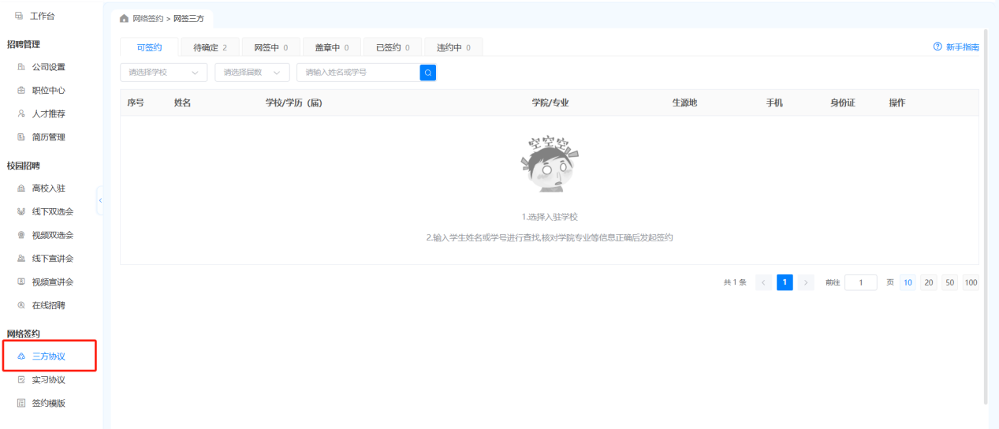 工作台
招聘管理
公司设置
职位中心
人才推荐
简历管理
校园招聘
高校入驻
线下双选会
视频双选会
线下宣讲会
视频宣讲会
在线招聘
网络签约
三方协议
实习协议
签约模版
网络签约 > 网签三方
可签约 待确定 2 网签中 0 盖章中 0 已签约 0 违约中 0 新手指南
请选择学校 请选择届数 请输入姓名或学号
序号 姓名 学校/学历（届） 学院/专业 生源地 手机 身份证 操作
空空空
1.选择入驻学校
2.输入学生姓名或学号进行查找,核对学院专业等信息正确后发起签约
共 1 条 < 1 > 前往 1 页 10 20 50 100